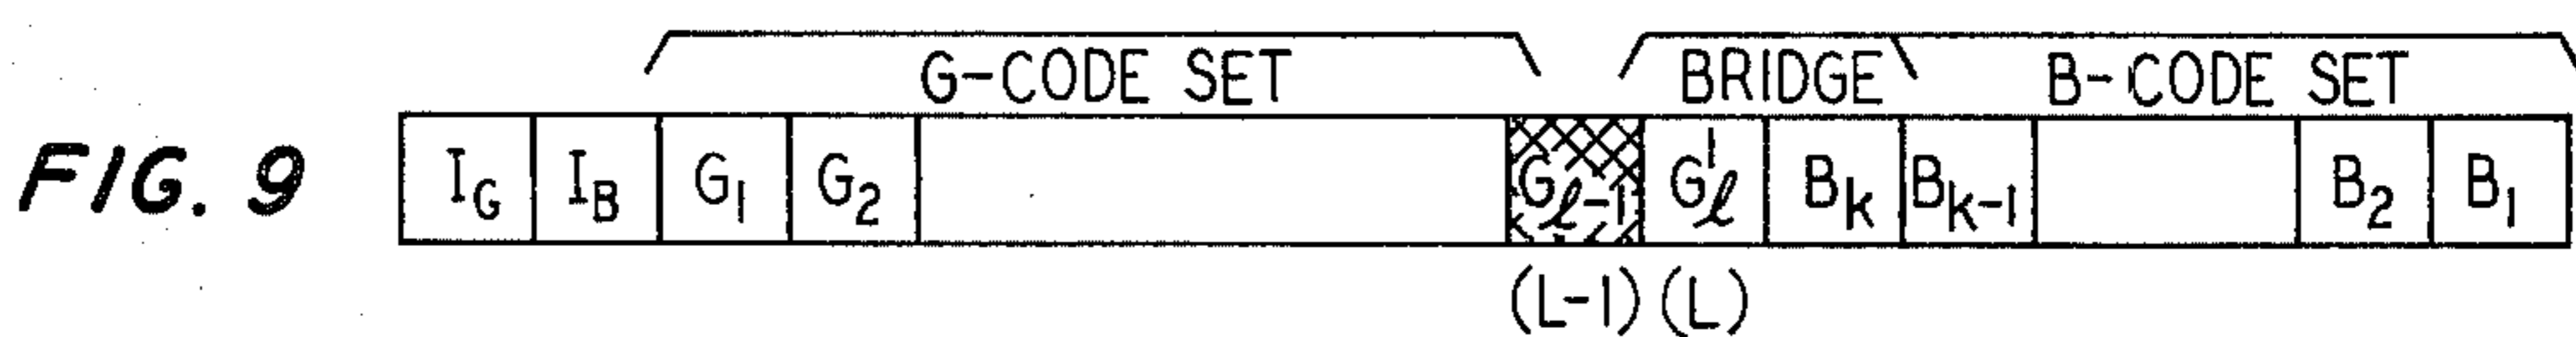 G-CODE SET BRIDGE B-CODE SET
FIG. 9 I_G I_B G_1 G_2 G_ℓ-1 G'_ℓ B_k B_k-1 B_2 B_1
(L-1) (L)